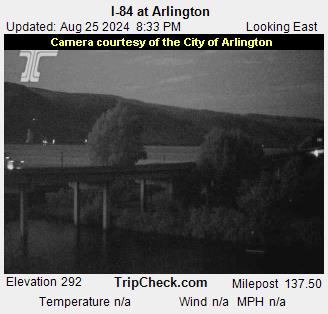 I-84 at Arlington
Updated: Aug 25 2024 8:33 PM Looking East
Camera courtesy of the City of Arlington
Elevation 292 TripCheck.com Milepost 137.50
Temperature n/a Wind n/a MPH n/a